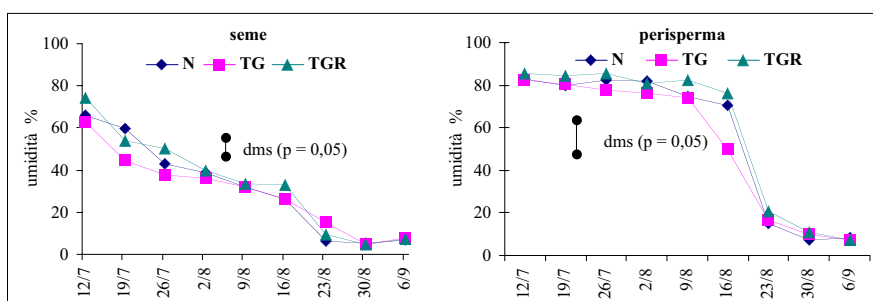 seme
N TG TGR
100
80
60
40
20
0
umidità %
dms (p = 0,05)
12/7 19/7 26/7 2/8 9/8 16/8 23/8 30/8 6/9
perisperma
N TG TGR
100
80
60
40
20
0
umidità %
dms (p = 0,05)
12/7 19/7 26/7 2/8 9/8 16/8 23/8 30/8 6/9